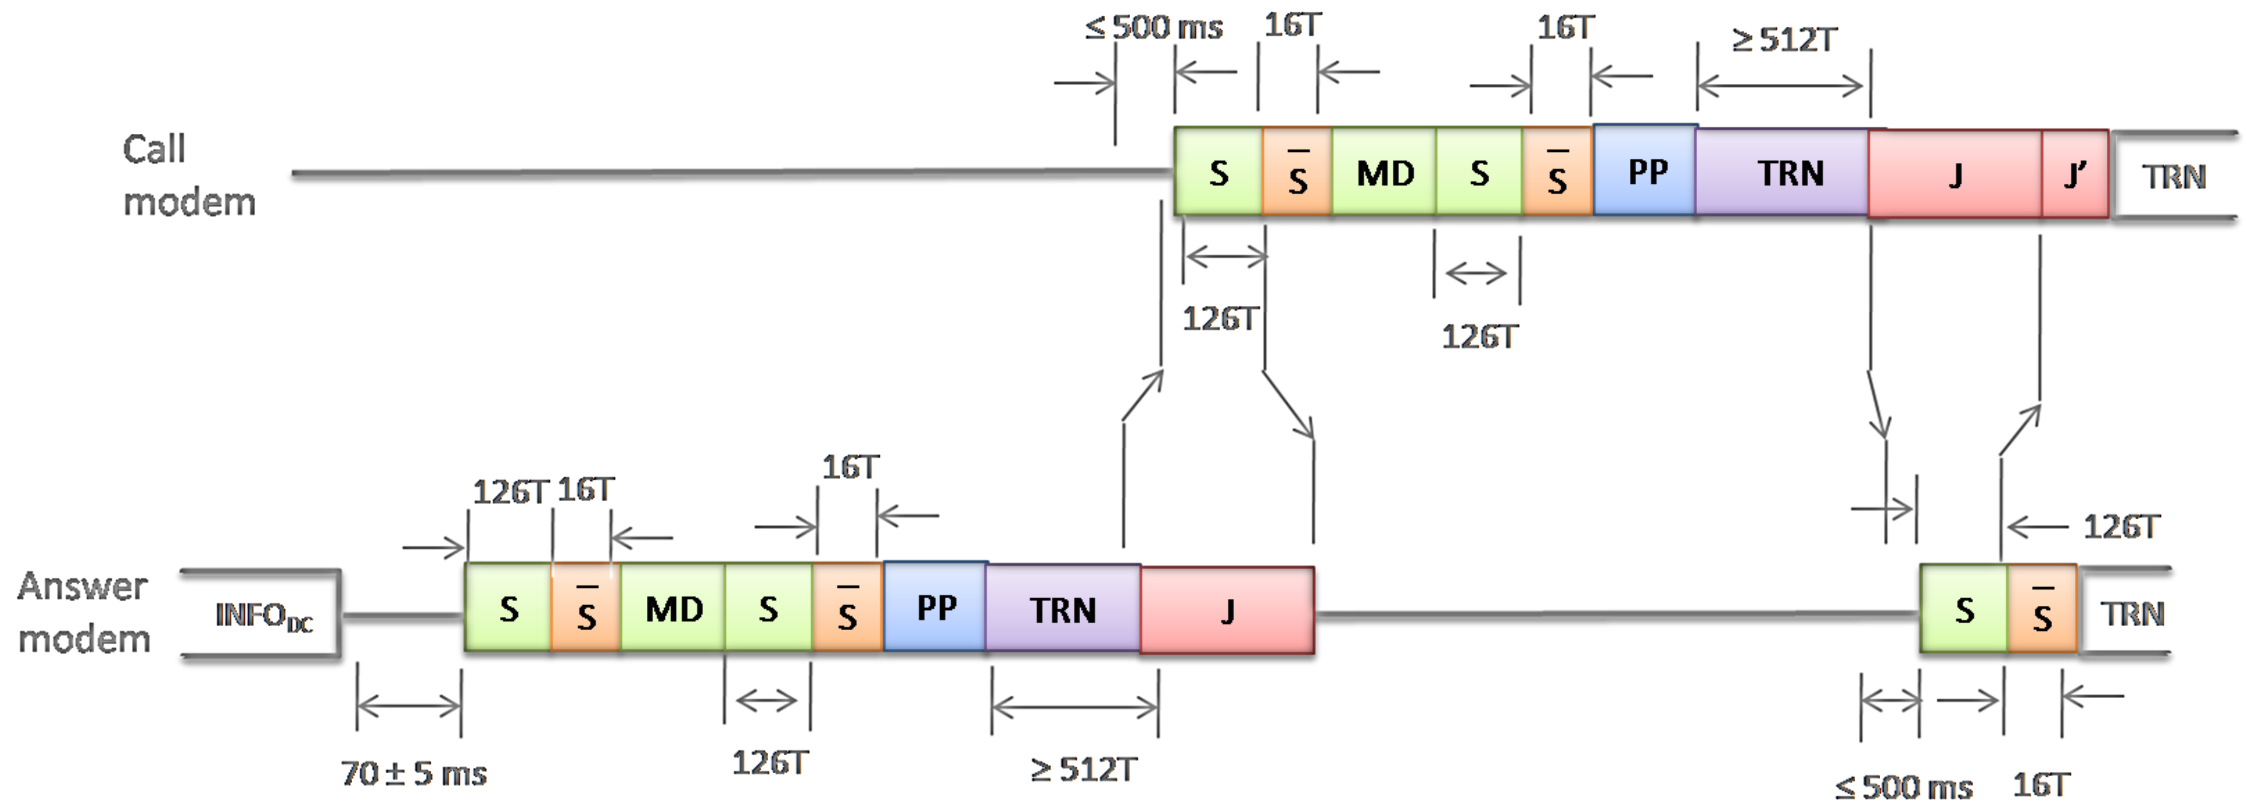 ≤ 500 ms 16T 16T ≥ 512T
Call
modem
S S̅ MD S S̅ PP TRN J J’ TRN
126T 126T
126T 16T 16T 126T
Answer
modem
INFO_DC S S̅ MD S S̅ PP TRN J S S̅ TRN
70 ± 5 ms 126T ≥ 512T ≤ 500 ms 16T